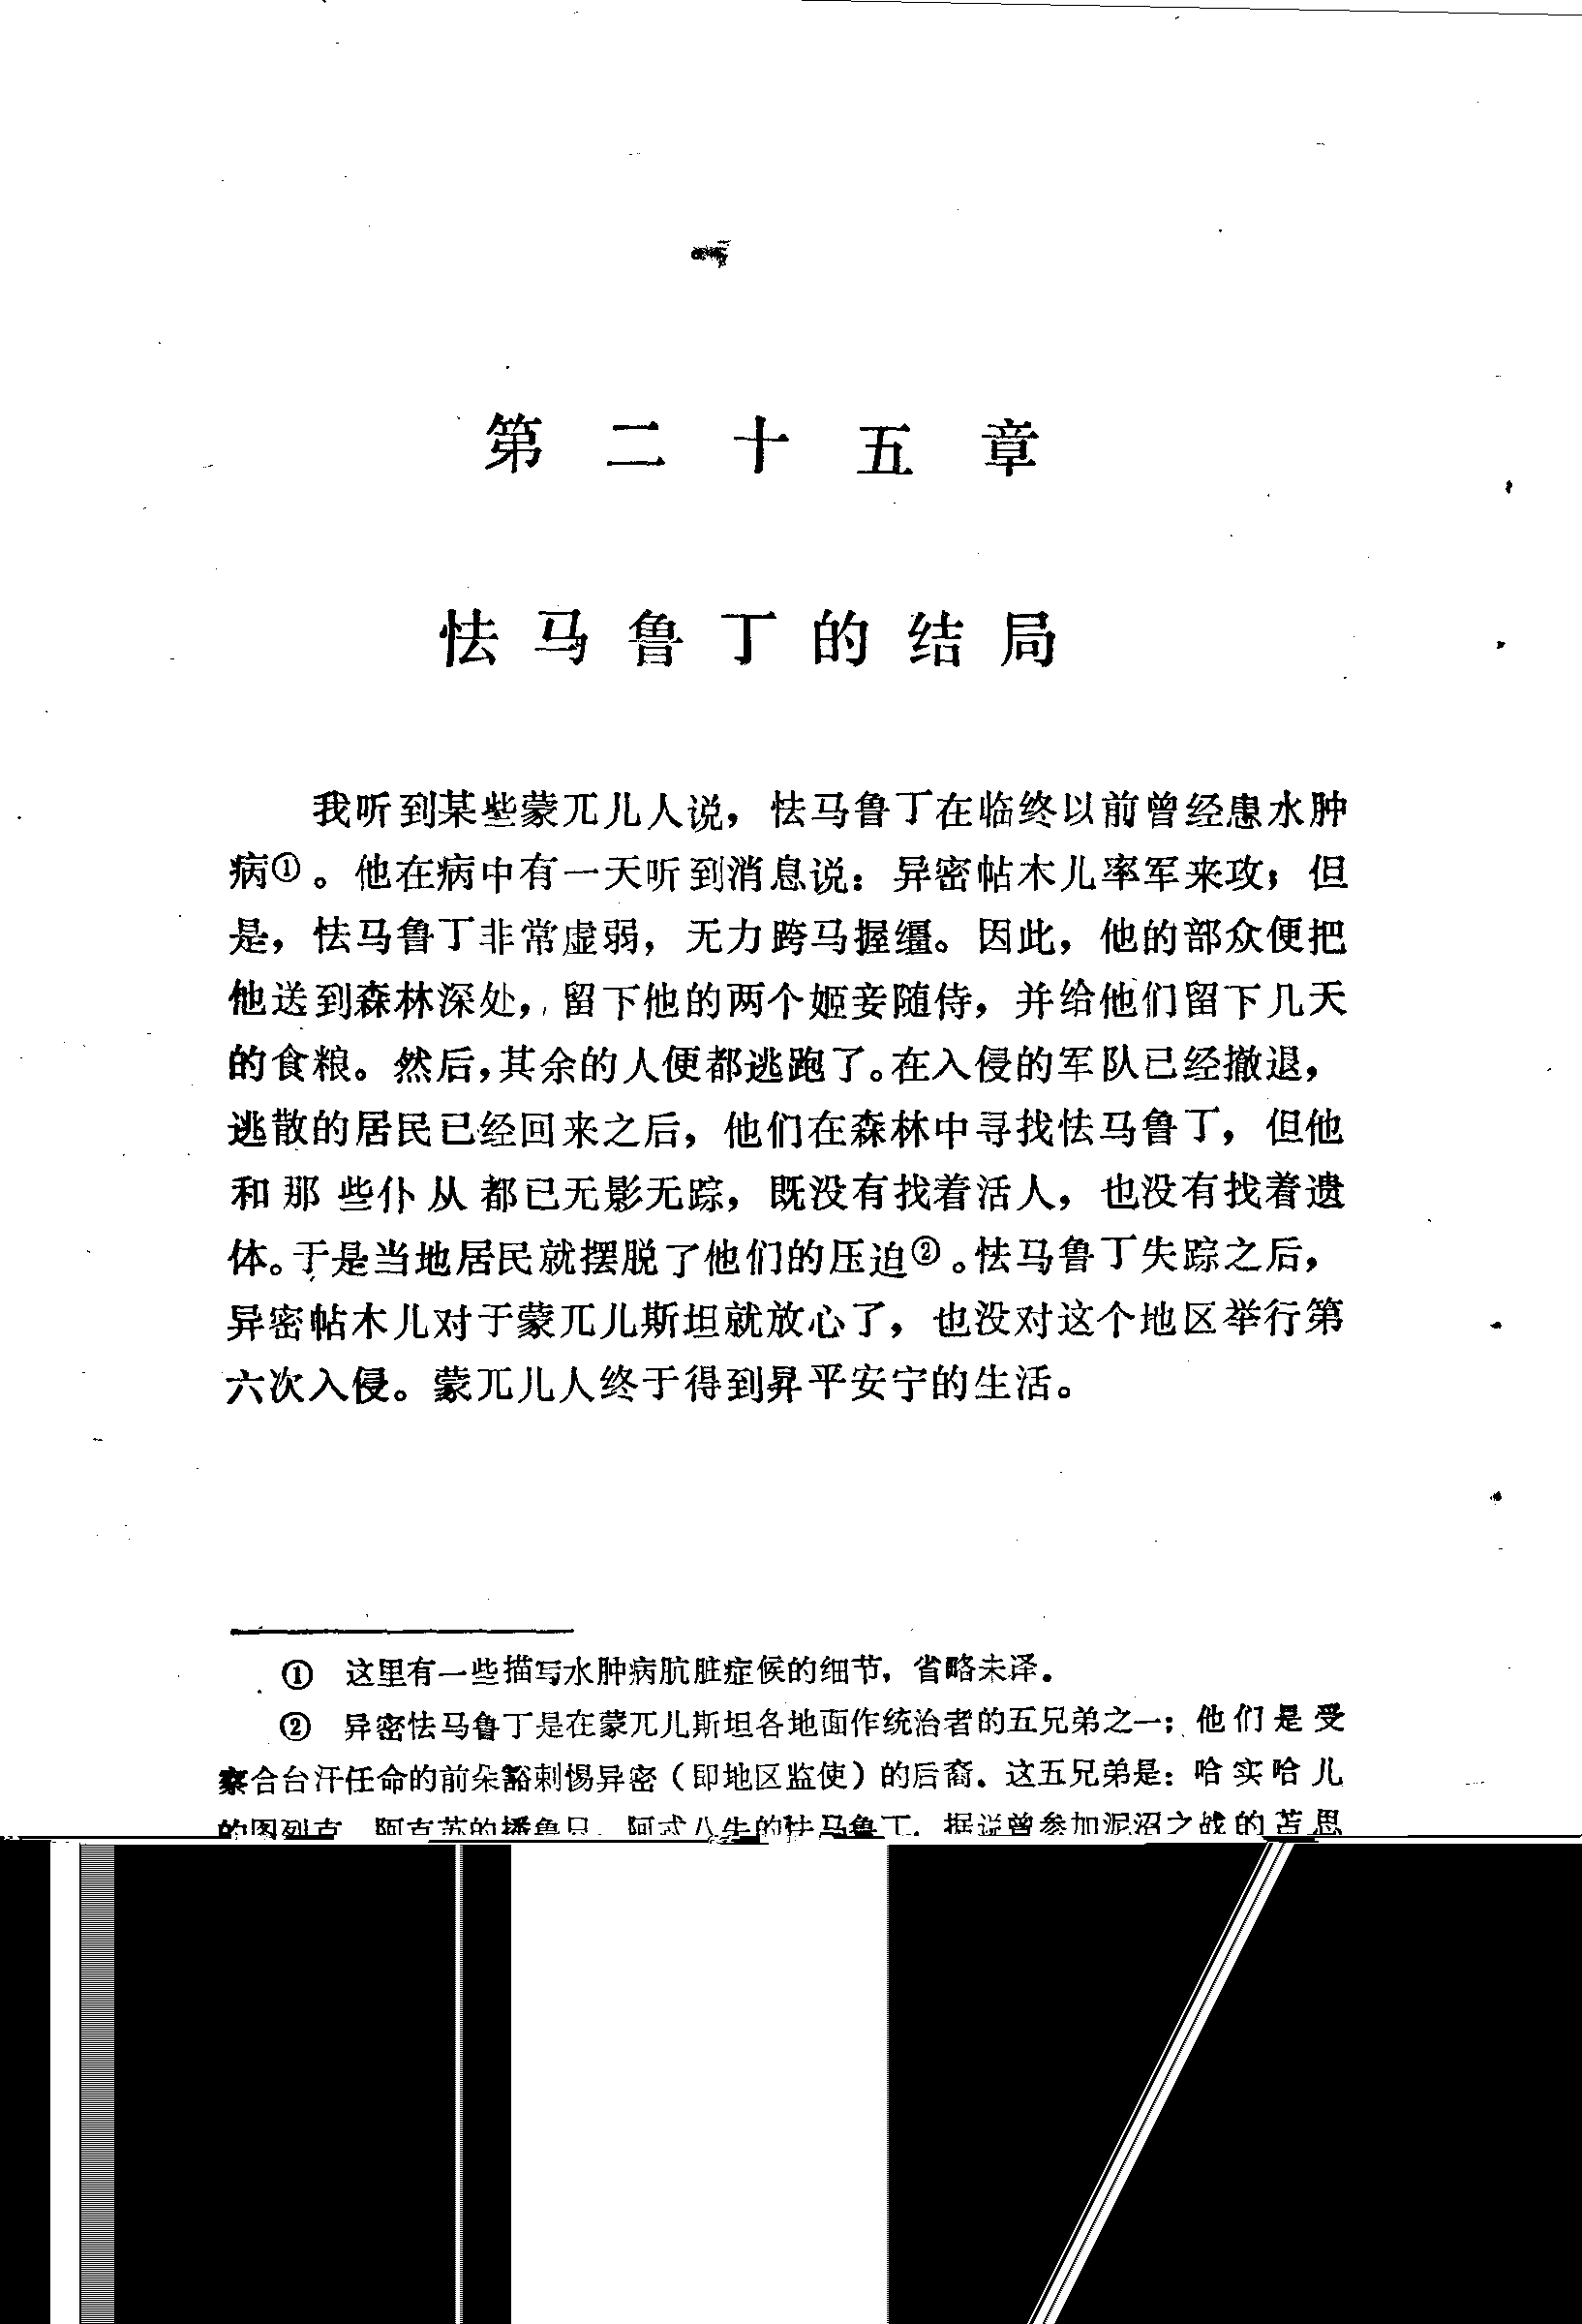 第二十五章
怯马鲁丁的结局
我听到某些蒙兀儿人说，怯马鲁丁在临终以前曾经患水肿
病①。他在病中有一天听到消息说：异密帖木儿率军来攻；但
是，怯马鲁丁非常虚弱，无力跨马握缰。因此，他的部众便把
他送到森林深处，留下他的两个姬妾随侍，并给他们留下几天
的食粮。然后，其余的人便都逃跑了。在入侵的军队已经撤退，
逃散的居民已经回来之后，他们在森林中寻找怯马鲁丁，但他
和那些仆从都已无影无踪，既没有找着活人，也没有找着遗
体。于是当地居民就摆脱了他们的压迫②。怯马鲁丁失踪之后，
异密帖木儿对于蒙兀儿斯坦就放心了，也没对这个地区举行第
六次入侵。蒙兀儿人终于得到昇平安宁的生活。
① 这里有一些描写水肿病肮脏症候的细节，省略未译。
② 异密怯马鲁丁是在蒙兀儿斯坦各地面作统治者的五兄弟之一；他们是受
察合台汗任命的前朵豁剌惕异密（即地区监使）的后裔。这五兄弟是：哈实哈儿
的图列克、阿克苏的播鲁只、阿忒八失的怯马鲁丁、据说曾参加泥沼之战的